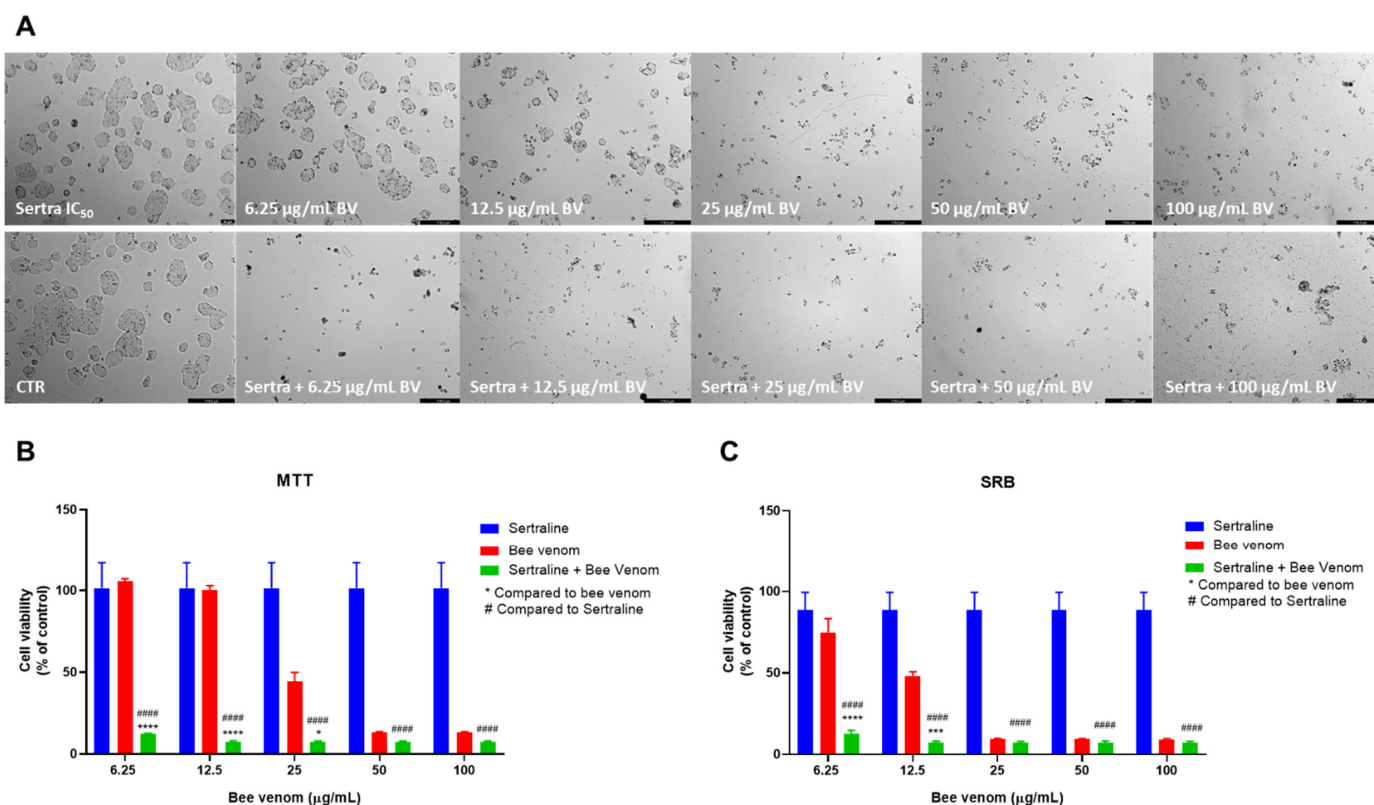 A
Sertra IC50
6.25 µg/mL BV
12.5 µg/mL BV
25 µg/mL BV
50 µg/mL BV
100 µg/mL BV
CTR
Sertra + 6.25 µg/mL BV
Sertra + 12.5 µg/mL BV
Sertra + 25 µg/mL BV
Sertra + 50 µg/mL BV
Sertra + 100 µg/mL BV
B
MTT
Cell viability
(% of control)
150
100
50
0
####
****
####
****
####
*
####
####
6.25
12.5
25
50
100
Bee venom (µg/mL)
Sertraline
Bee venom
Sertraline + Bee Venom
* Compared to bee venom
# Compared to Sertraline
C
SRB
Cell viability
(% of control)
150
100
50
0
####
****
####
***
####
####
####
6.25
12.5
25
50
100
Bee venom (µg/mL)
Sertraline
Bee venom
Sertraline + Bee Venom
* Compared to bee venom
# Compared to Sertraline